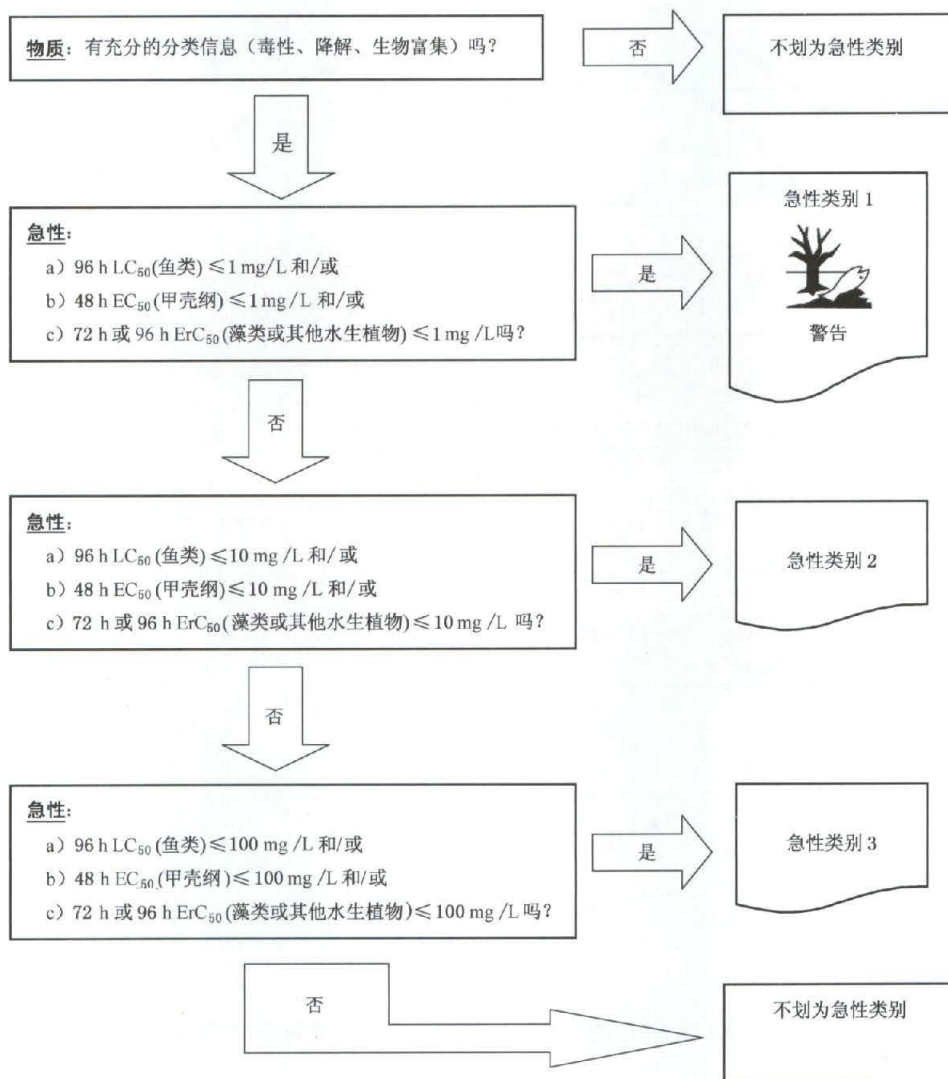 物质：有充分的分类信息（毒性、降解、生物富集）吗？
否
不划为急性类别
是
急性：
a）96 h LC50(鱼类)≤1 mg/L 和/或
b）48 h EC50(甲壳纲)≤1 mg/L 和/或
c）72 h 或 96 h ErC50(藻类或其他水生植物)≤1 mg/L吗？
是
急性类别 1
警告
否
急性：
a）96 h LC50(鱼类)≤10 mg/L 和/或
b）48 h EC50(甲壳纲)≤10 mg/L 和/或
c）72 h 或 96 h ErC50(藻类或其他水生植物)≤10 mg/L 吗？
是
急性类别 2
否
急性：
a）96 h LC50(鱼类)≤100 mg/L 和/或
b）48 h EC50(甲壳纲)≤100 mg/L 和/或
c）72 h 或 96 h ErC50(藻类或其他水生植物)≤100 mg/L吗？
是
急性类别 3
否
不划为急性类别